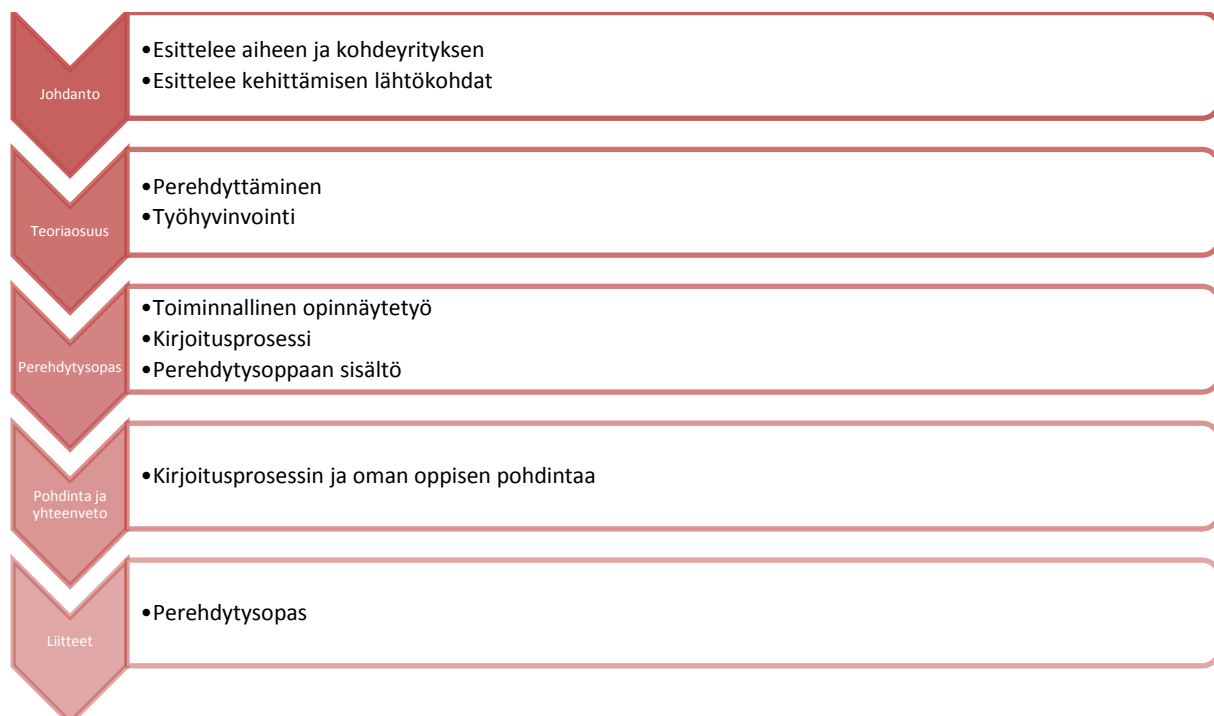 Johdanto
•Esittelee aiheen ja kohdeyrityksen
•Esittelee kehittämisen lähtökohdat
Teoriaosuus
•Perehdyttäminen
•Työhyvinvointi
Perehdytysopas
•Toiminnallinen opinnäytetyö
•Kirjoitusprosessi
•Perehdytysoppaan sisältö
Pohdinta ja
yhteenveto
•Kirjoitusprosessin ja oman oppisen pohdintaa
Liitteet
•Perehdytysopas